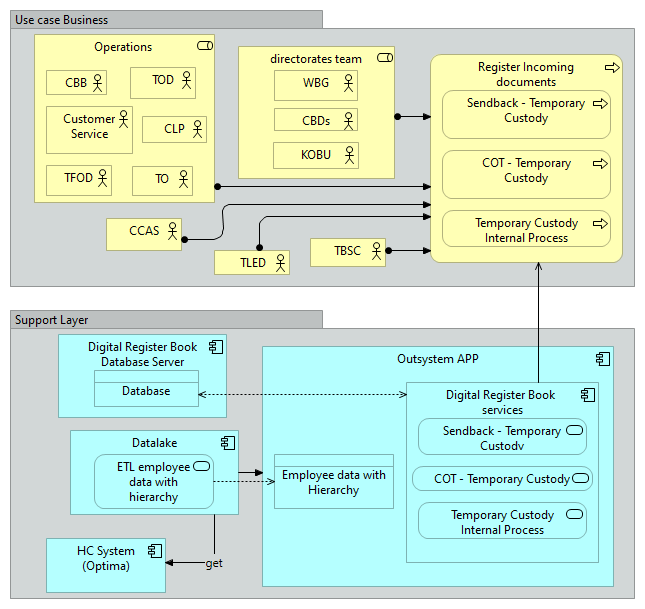 Use case Business
Operations
CBB
TOD
Customer
Service
CLP
TFOD
TO
directorates team
WBG
CBDs
KOBU
Register Incoming
documents
Sendback - Temporary
Custody
COT - Temporary
Custody
Temporary Custody
Internal Process
CCAS
TLED
TBSC
Support Layer
Digital Register Book
Database Server
Database
Datalake
ETL employee
data with
hierarchy
HC System
(Optima)
get
Outsystem APP
Employee data with
Hierarchy
Digital Register Book
services
Sendback - Temporary
Custody
COT - Temporary Custody
Temporary Custody
Internal Process